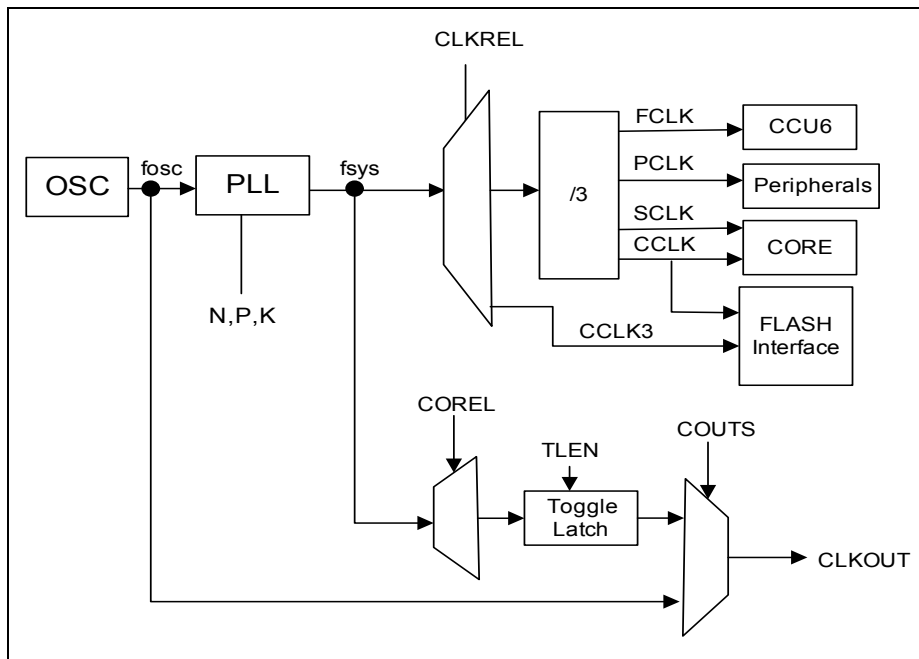 CLKREL
FCLK
CCU6
fosc
fsys
PCLK
OSC
PLL
/3
Peripherals
SCLK
CORE
CCLK
N,P,K
CCLK3
FLASH
Interface
COREL
COUTS
TLEN
Toggle
Latch
CLKOUT